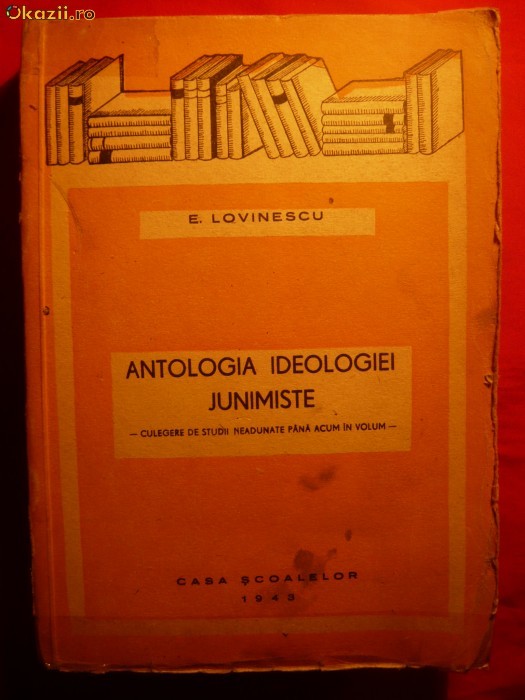 Okazii.ro
E. LOVINESCU
ANTOLOGIA IDEOLOGIEI
JUNIMISTE
— CULEGERE DE STUDII NEADUNATE PÂNĂ ACUM ÎN VOLUM —
CASA ȘCOALELOR
1943